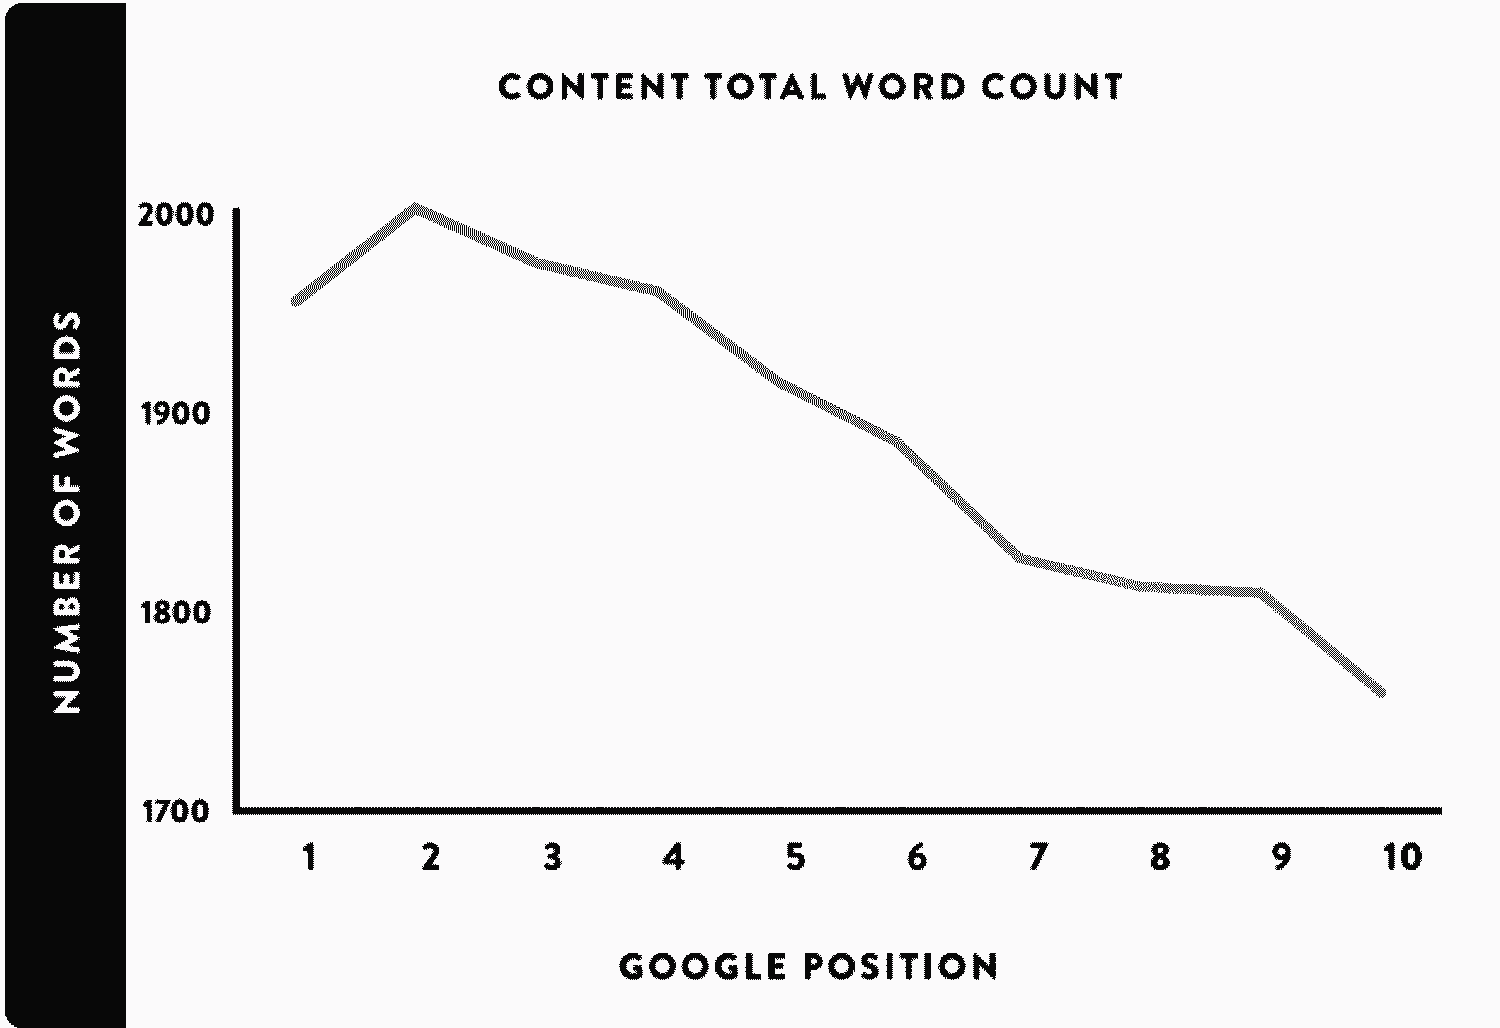 CONTENT TOTAL WORD COUNT
NUMBER OF WORDS
2000
1900
1800
1700
1 2 3 4 5 6 7 8 9 10
GOOGLE POSITION